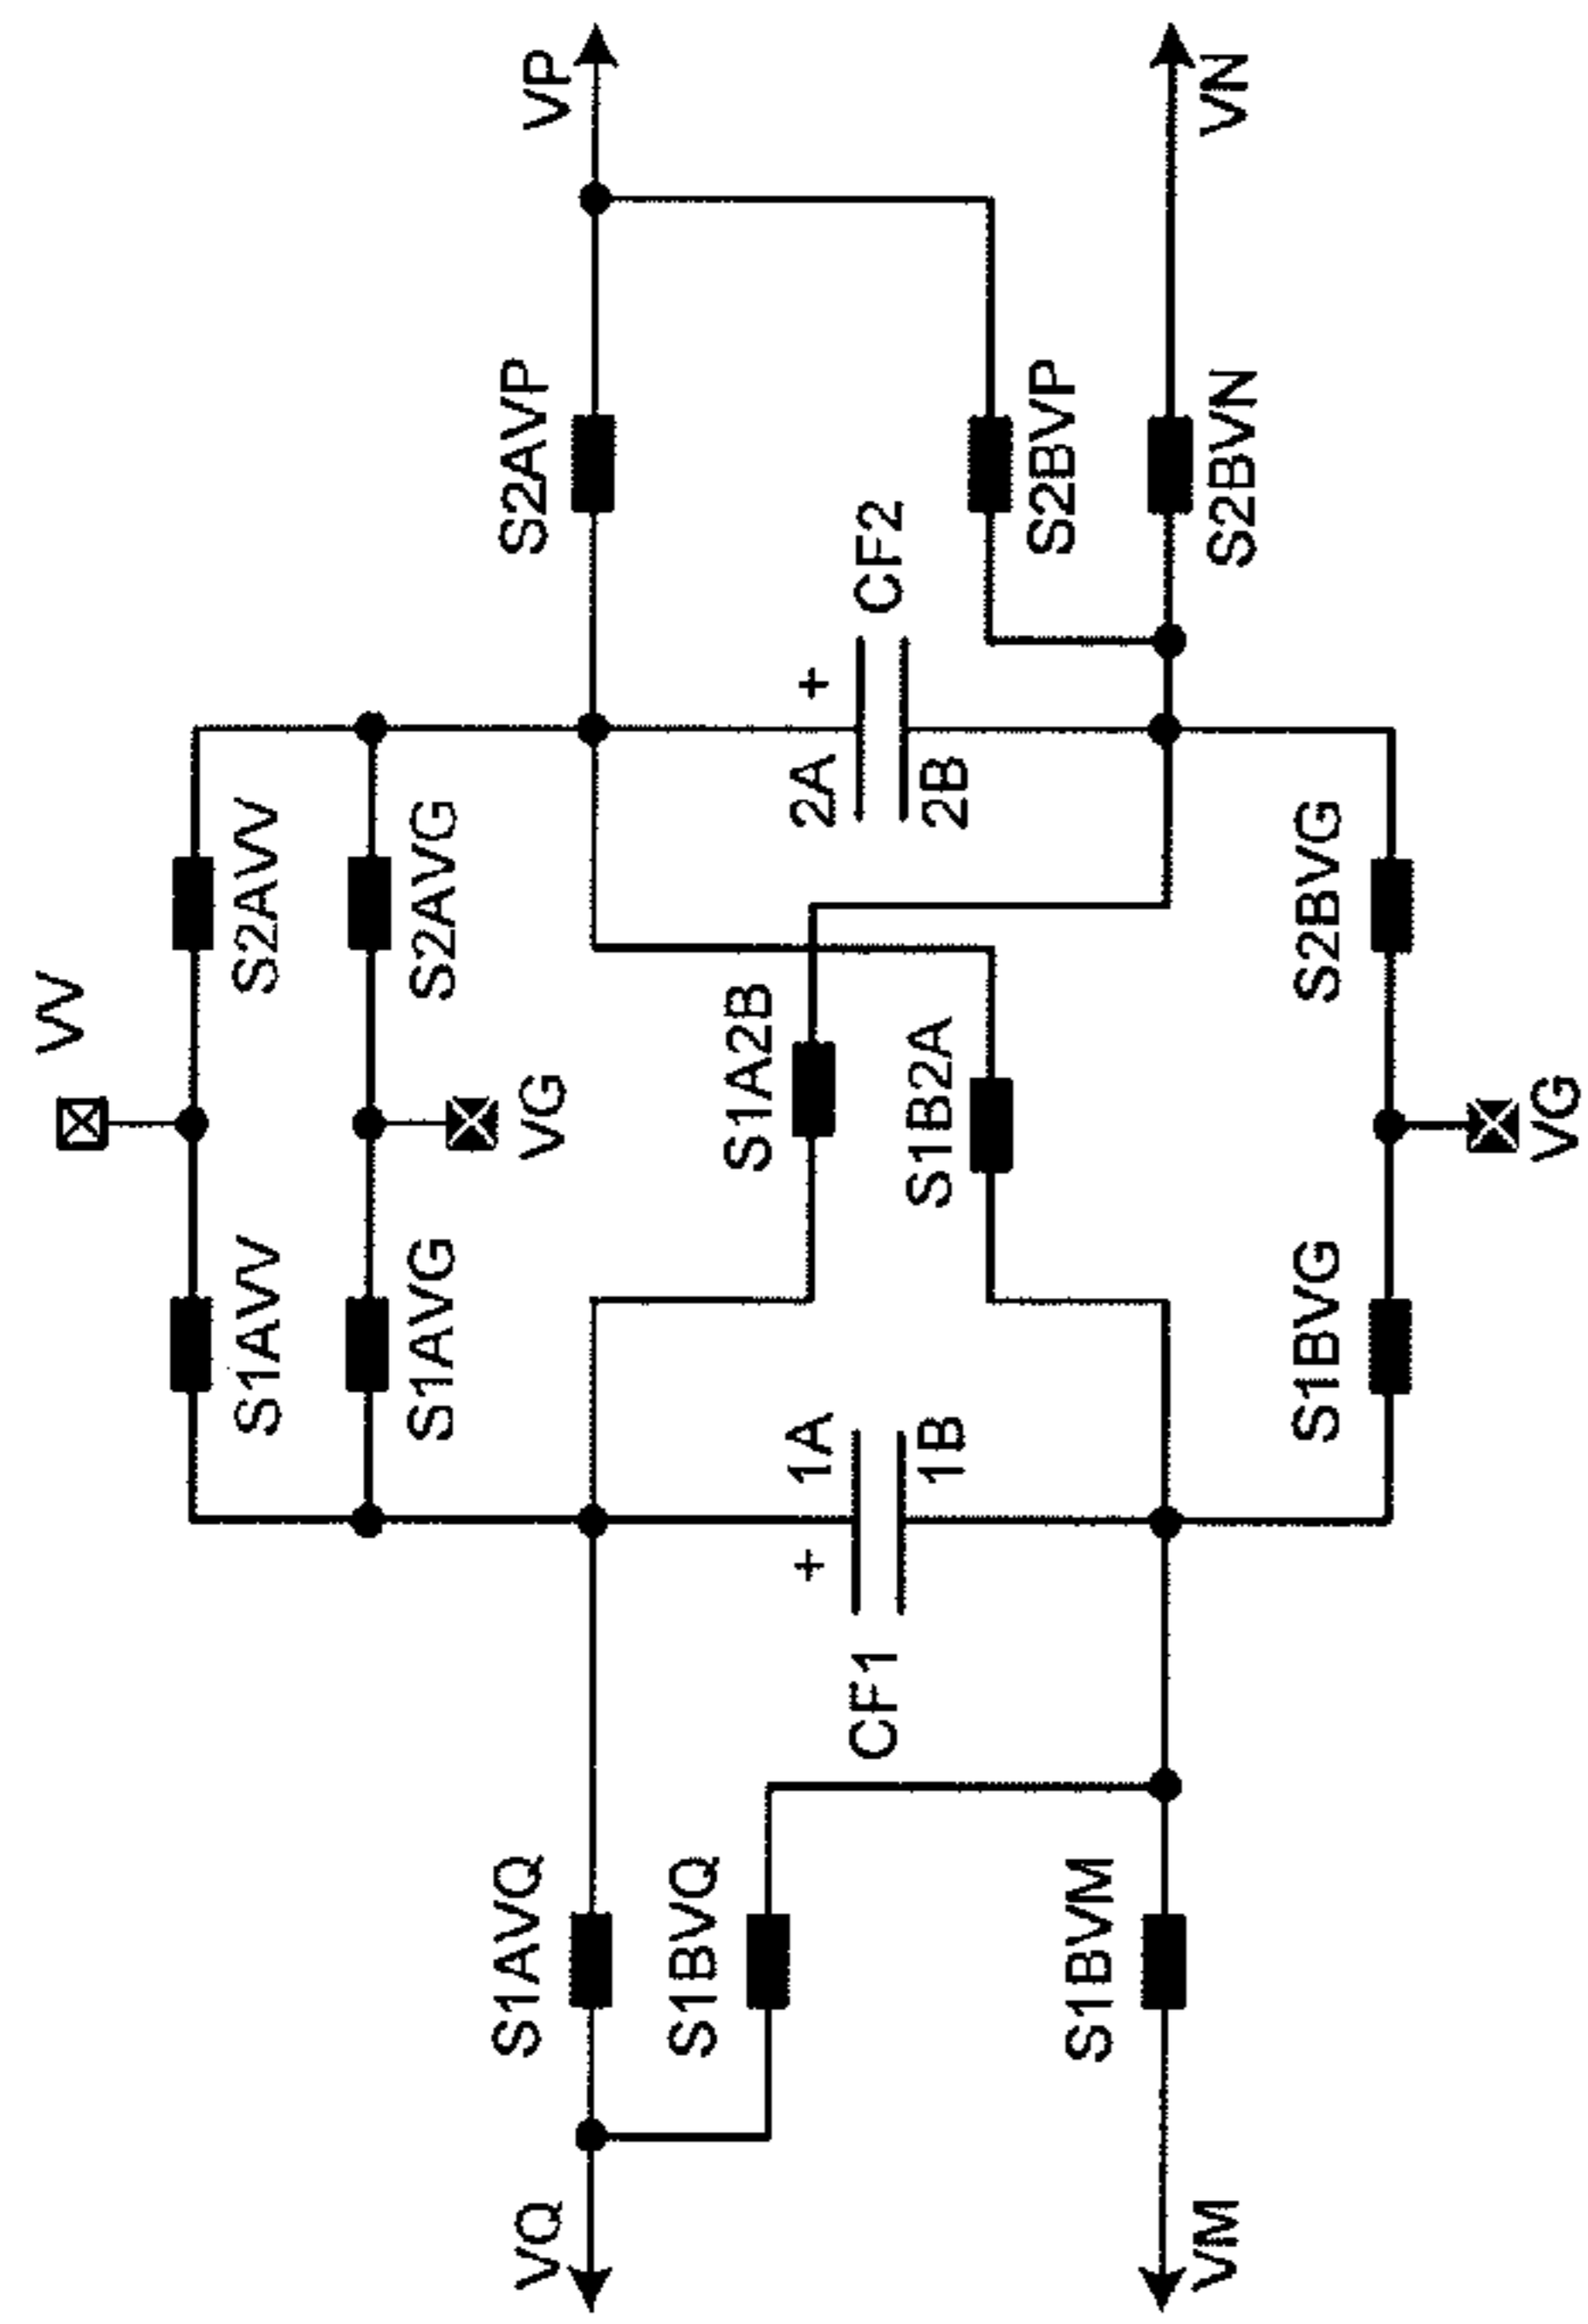 VV
S1AVV
S2AVV
S1AVG
S2AVG
VQ
S1AVQ
VG
S2AVP
VP
S1BVQ
S1A2B
+
1A
2A
+
CF1
CF2
1B
S1B2A
2B
S1BVM
S2BVP
VM
S2BVN
VN
S1BVG
S2BVG
VG